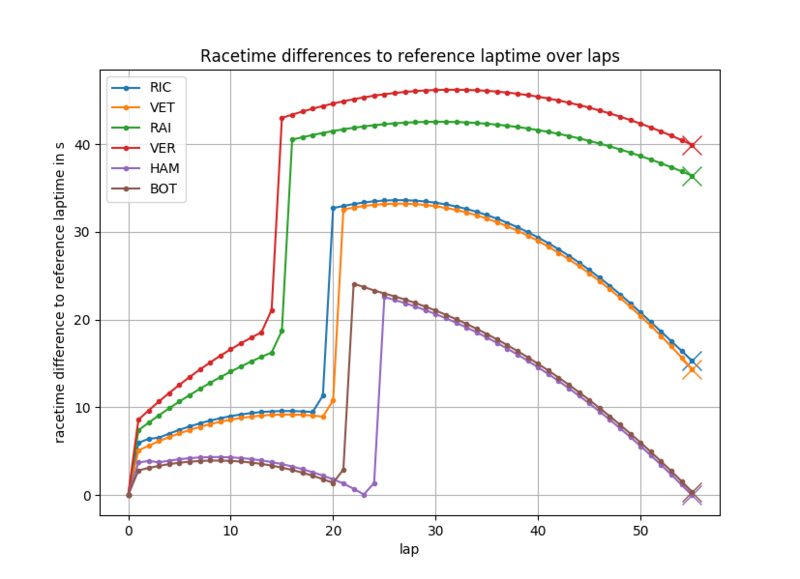 Racetime differences to reference laptime over laps
RIC
VET
RAI
VER
HAM
BOT
racetime difference to reference laptime in s
40
30
20
10
0
0 10 20 30 40 50
lap